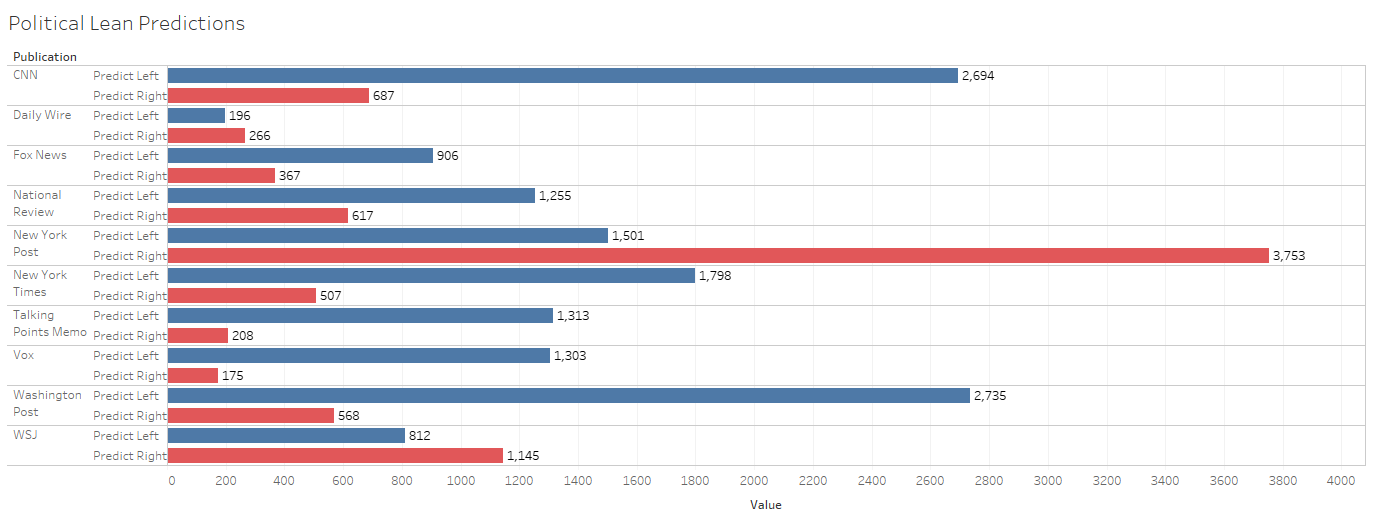 Political Lean Predictions
Publication
CNN
Predict Left
2,694
Predict Right
687
Daily Wire
Predict Left
196
Predict Right
266
Fox News
Predict Left
906
Predict Right
367
National
Review
Predict Left
1,255
Predict Right
617
New York
Post
Predict Left
1,501
Predict Right
3,753
New York
Times
Predict Left
1,798
Predict Right
507
Talking
Points Memo
Predict Left
1,313
Predict Right
208
Vox
Predict Left
1,303
Predict Right
175
Washington
Post
Predict Left
2,735
Predict Right
568
WSJ
Predict Left
812
Predict Right
1,145
0 200 400 600 800 1000 1200 1400 1600 1800 2000 2200 2400 2600 2800 3000 3200 3400 3600 3800 4000
Value